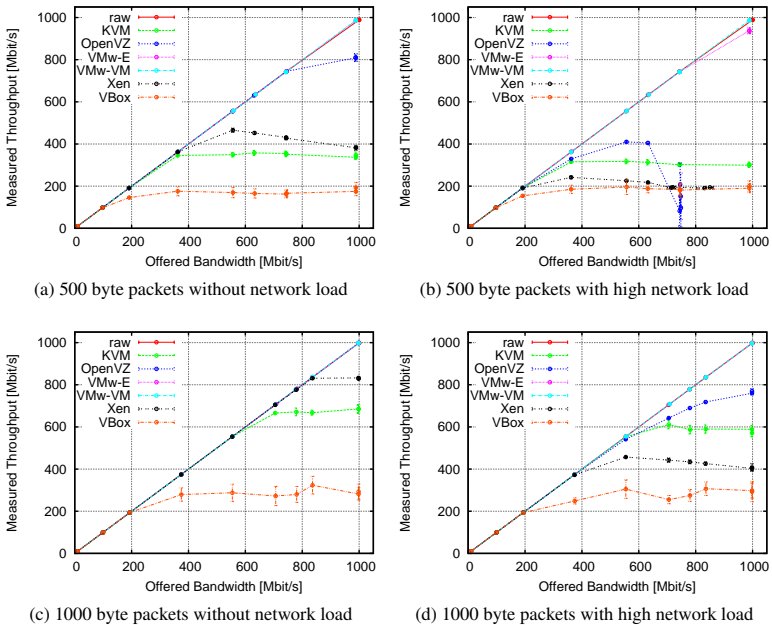 1000
800
600
400
200
0
Measured Throughput [Mbit/s]
raw
KVM
OpenVZ
VMw-E
VMw-VM
Xen
VBox
0 200 400 600 800 1000
Offered Bandwidth [Mbit/s]
(a) 500 byte packets without network load
1000
800
600
400
200
0
Measured Throughput [Mbit/s]
raw
KVM
OpenVZ
VMw-E
VMw-VM
Xen
VBox
0 200 400 600 800 1000
Offered Bandwidth [Mbit/s]
(b) 500 byte packets with high network load
1000
800
600
400
200
0
Measured Throughput [Mbit/s]
raw
KVM
OpenVZ
VMw-E
VMw-VM
Xen
VBox
0 200 400 600 800 1000
Offered Bandwidth [Mbit/s]
(c) 1000 byte packets without network load
1000
800
600
400
200
0
Measured Throughput [Mbit/s]
raw
KVM
OpenVZ
VMw-E
VMw-VM
Xen
VBox
0 200 400 600 800 1000
Offered Bandwidth [Mbit/s]
(d) 1000 byte packets with high network load